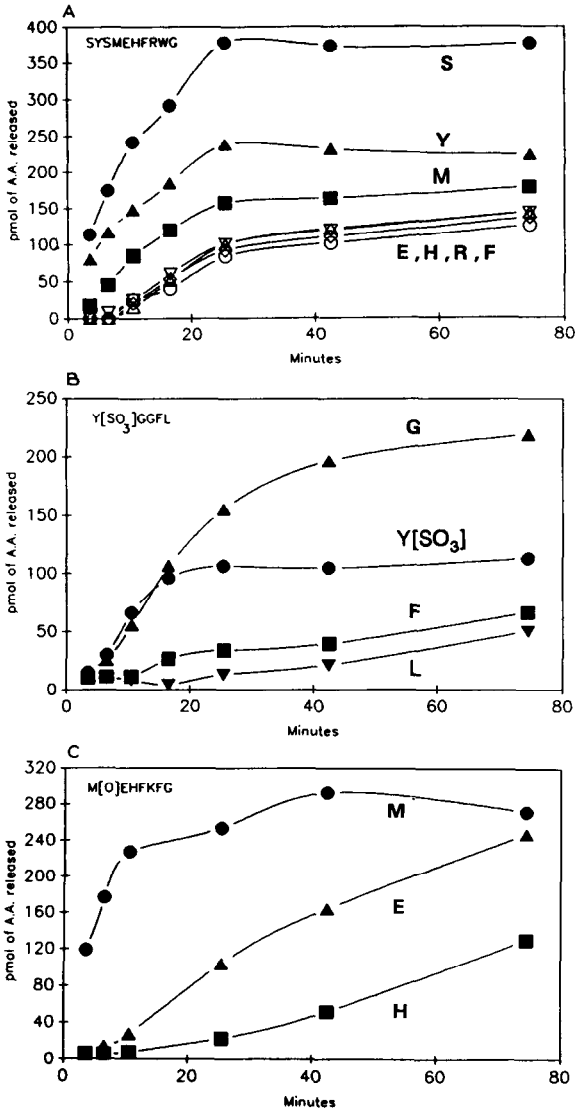 A
SYSMEHFRWG
400
350
300
250
200
150
100
50
0
pmol of A.A. released
S
Y
M
E , H , R , F
0 20 40 60 80
Minutes
B
Y[SO3]GGFL
250
200
150
100
50
0
pmol of A.A. released
G
Y[SO3]
F
L
0 20 40 60 80
Minutes
C
M[O]EHFKFG
320
280
240
200
160
120
80
40
0
pmol of A.A. released
M
E
H
0 20 40 60 80
Minutes